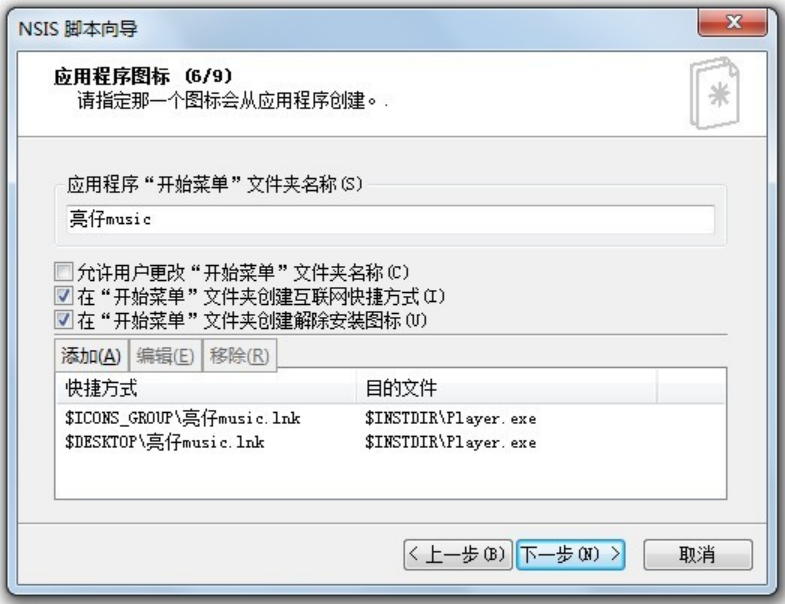 NSIS 脚本向导
应用程序图标 (6/9)
请指定那一个图标会从应用程序创建。.
应用程序“开始菜单”文件夹名称(S)
亮仔music
允许用户更改“开始菜单”文件夹名称(C)
在“开始菜单”文件夹创建互联网快捷方式(I)
在“开始菜单”文件夹创建解除安装图标(U)
添加(A) 编辑(E) 移除(R)
快捷方式 目的文件
$ICONS_GROUP\亮仔music.lnk $INSTDIR\Player.exe
$DESKTOP\亮仔music.lnk $INSTDIR\Player.exe
< 上一步(B) 下一步(N) > 取消